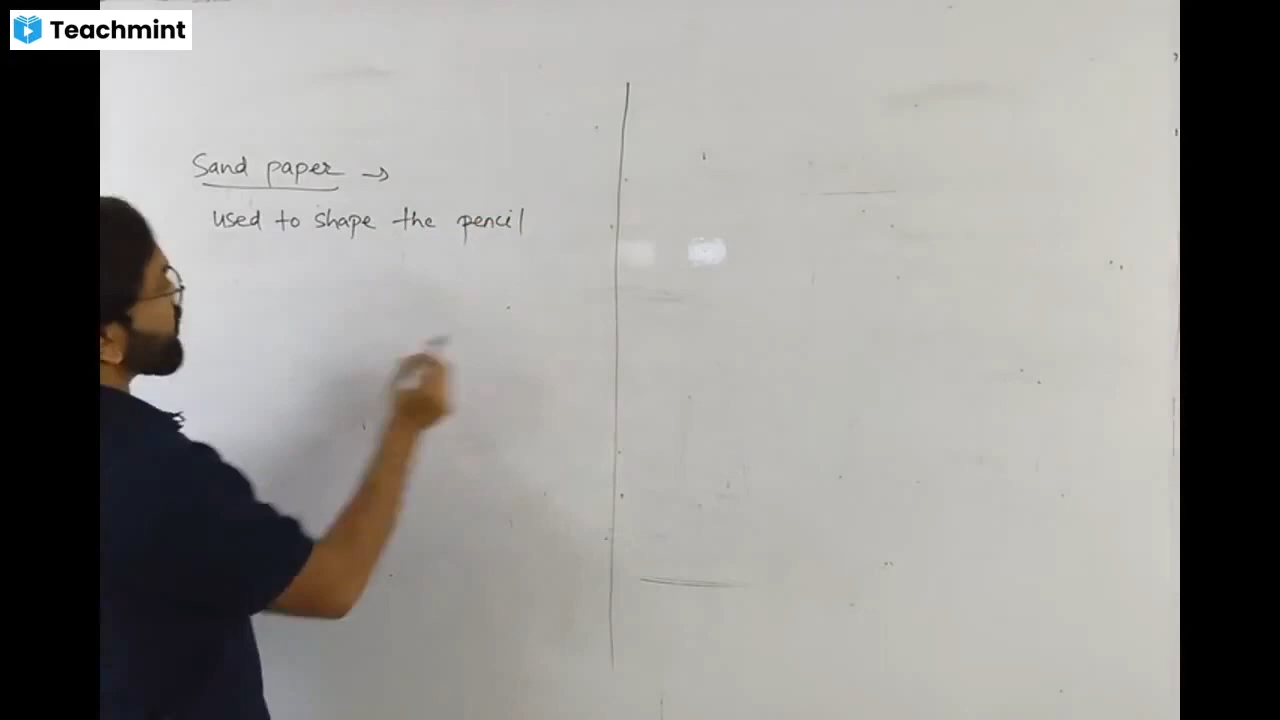 Teachmint
Sand paper →
used to shape the pencil